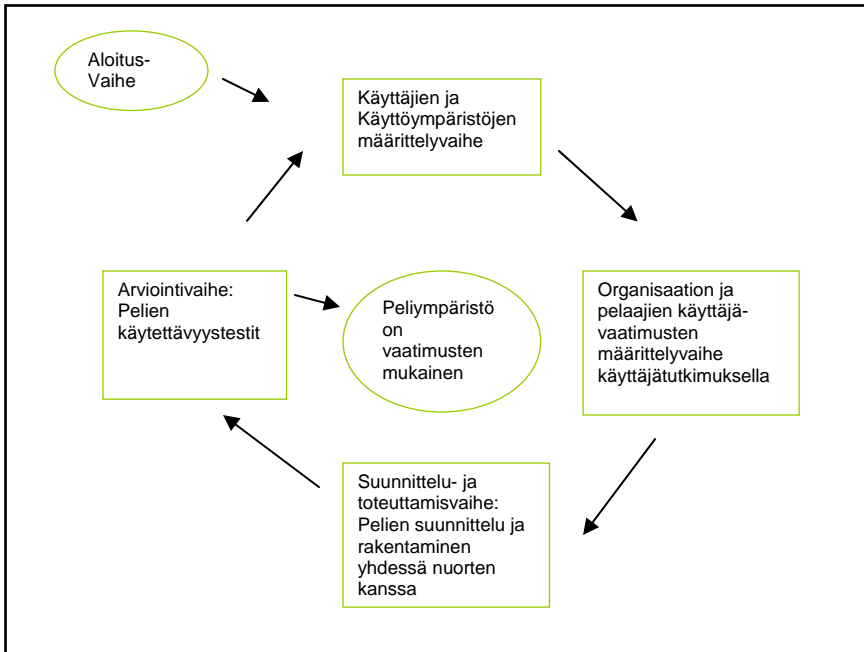 Aloitus-
Vaihe
Käyttäjien ja
Käyttöympäristöjen
määrittelyvaihe
Organisaation ja
pelaajien käyttäjä-
vaatimusten
määrittelyvaihe
käyttäjätutkimuksella
Suunnittelu- ja
toteuttamisvaihe:
Pelien suunnittelu ja
rakentaminen
yhdessä nuorten
kanssa
Arviointivaihe:
Pelien
käytettävyystestit
Peliympäristö
on
vaatimusten
mukainen